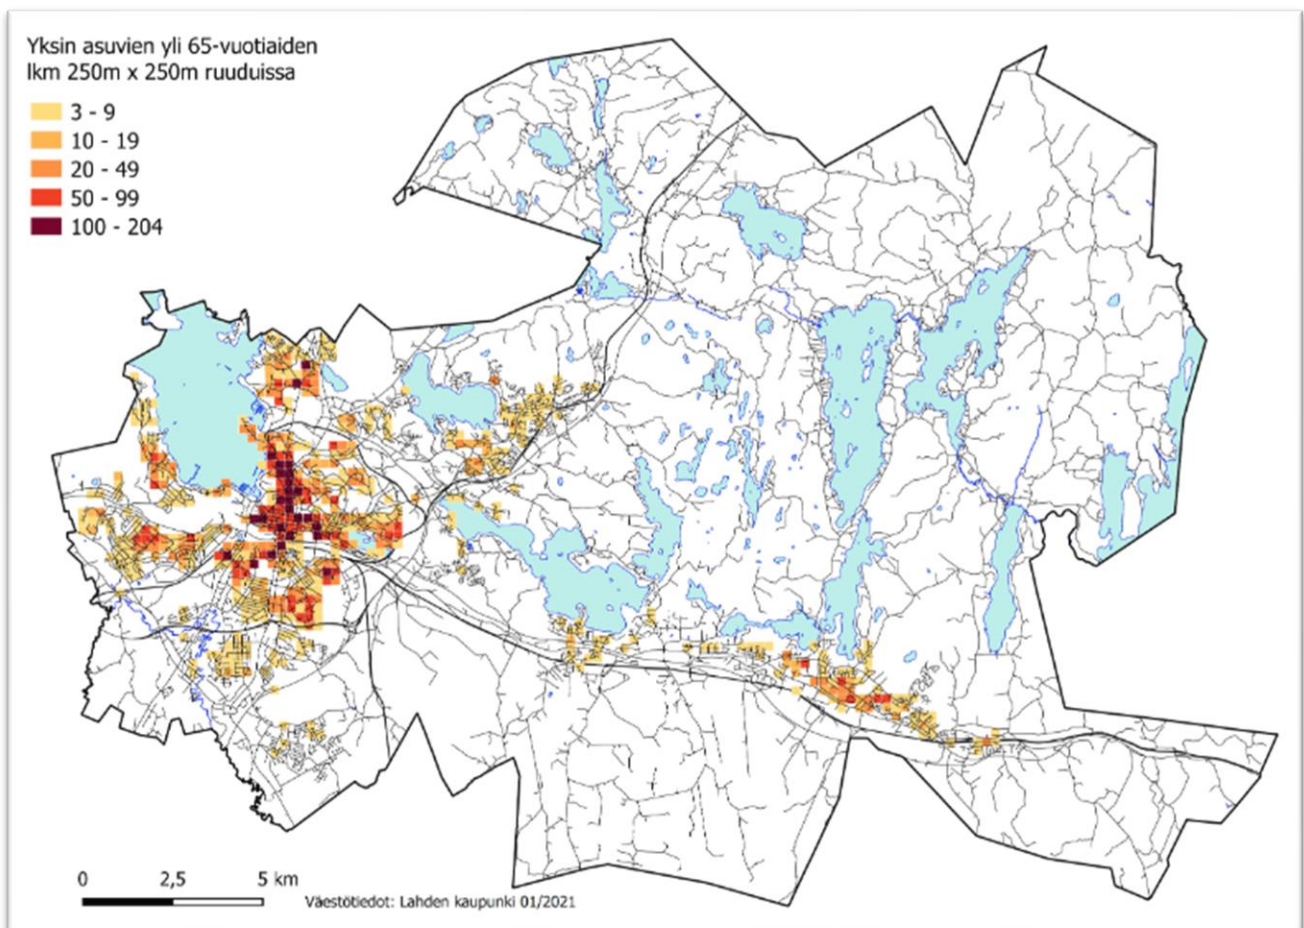 Yksin asuvien yli 65-vuotiaiden
lkm 250m x 250m ruuduissa
3 - 9
10 - 19
20 - 49
50 - 99
100 - 204
0 2,5 5 km
Väestötiedot: Lahden kaupunki 01/2021